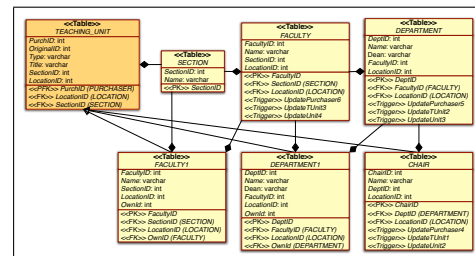 <<Table>>
TEACHING_UNIT
PurchID: int
OriginalID: int
Type: varchar
Title: varchar
SectionID: int
LocationID: int
<<PFK>> PurchID (PURCHASER)
<<FK>> LocationID (LOCATION)
<<FK>> SectionID (SECTION)
<<Table>>
SECTION
SectionID: int
Name: varchar
<<PK>> SectionID
<<Table>>
FACULTY
FacultyID: int
Name: varchar
SectionID: int
LocationID: int
<<PK>> FacultyID
<<FK>> SectionID (SECTION)
<<FK>> LocationID (LOCATION)
<<Trigger>> UpdatePurchaser6
<<Trigger>> UpdateTUnit3
<<Trigger>> UpdateUnit4
<<Table>>
DEPARTMENT
DeptID: int
Name: varchar
Dean: varchar
FacultyID: int
LocationID: int
<<PK>> DeptID
<<FK>> FacultyID (FACULTY)
<<FK>> LocationID (LOCATION)
<<Trigger>> UpdatePurchaser5
<<Trigger>> UpdateTUnit2
<<Trigger>> UpdateUnit3
<<Table>>
FACULTY1
FacultyID: int
Name: varchar
SectionID: int
LocationID: int
OwnId: int
<<PK>> FacultyID
<<FK>> SectionID (SECTION)
<<FK>> LocationID (LOCATION)
<<FK>> OwnID (FACULTY)
<<Table>>
DEPARTMENT1
DeptID: int
Name: varchar
Dean: varchar
FacultyID: int
LocationID: int
OwnId: int
<<PK>> DeptID
<<FK>> FacultyID (FACULTY)
<<FK>> LocationID (LOCATION)
<<FK>> OwnId (DEPARTMENT)
<<Table>>
CHAIR
ChairID: int
Name: varchar
DeptID: int
LocationID: int
<<PK>> ChairID
<<FK>> DeptID (DEPARTMENT)
<<FK>> LocationID (LOCATION)
<<Trigger>> UpdatePurchaser4
<<Trigger>> UpdateTUnit1
<<Trigger>> UpdateUnit2